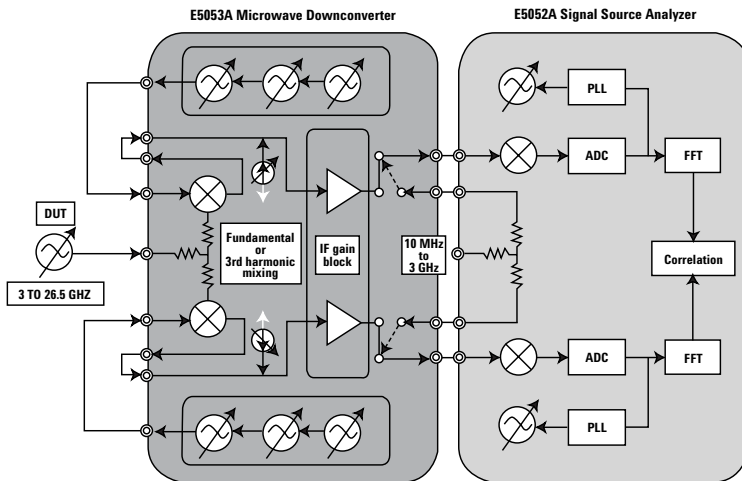 E5053A Microwave Downconverter
E5052A Signal Source Analyzer
PLL
ADC
FFT
DUT
3 TO 26.5 GHZ
Fundamental
or
3rd harmonic
mixing
IF gain
block
10 MHz
to
3 GHz
Correlation
ADC
FFT
PLL